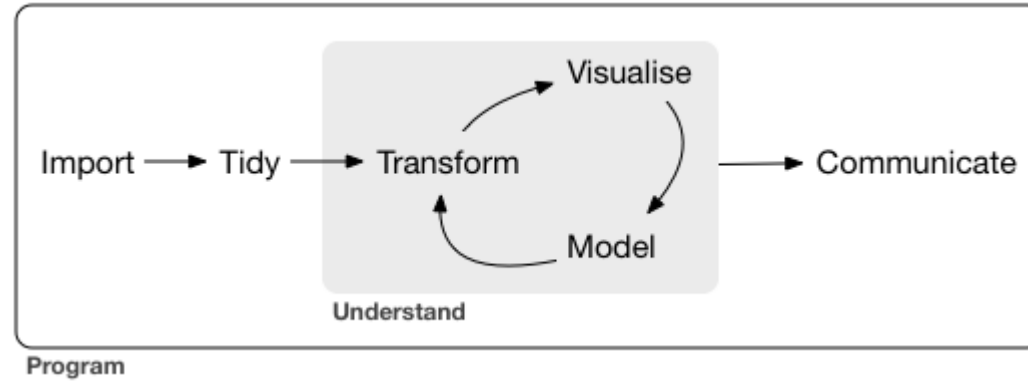 Visualise
Import Tidy Transform Communicate
Model
Understand
Program